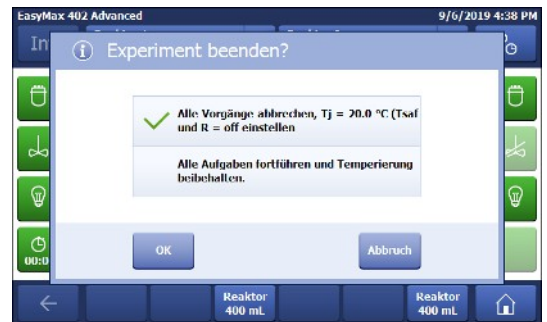 EasyMax 402 Advanced
9/6/2019 4:38 PM
Experiment beenden?
Alle Vorgänge abbrechen, Tj = 20.0 °C (Tsaf
und R = off einstellen
Alle Aufgaben fortführen und Temperierung
beibehalten.
OK
Abbruch
Reaktor
400 mL
Reaktor
400 mL